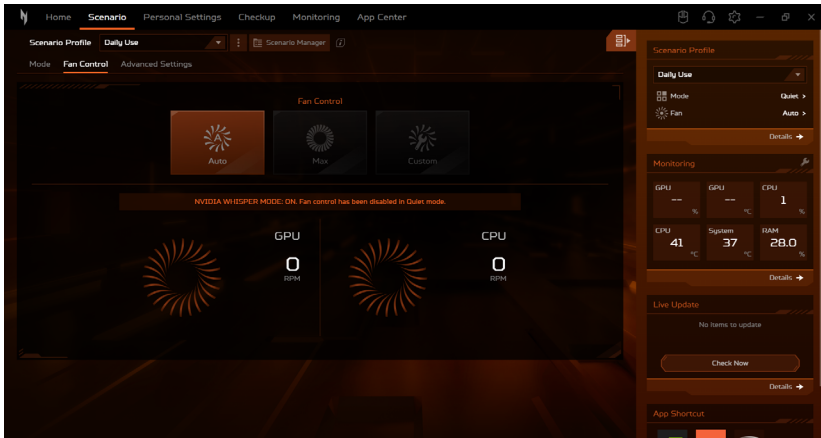 Home Scenario Personal Settings Checkup Monitoring App Center
Scenario Profile Daily Use Scenario Manager
Mode Fan Control Advanced Settings
Fan Control
Auto Max Custom
NVIDIA WHISPER MODE: ON. Fan control has been disabled in Quiet mode.
GPU
0
RPM
CPU
0
RPM
Scenario Profile
Daily Use
Mode Quiet >
Fan Auto >
Details
Monitoring
GPU GPU CPU
-- -- 1
% °C %
CPU System RAM
41 37 28.0
°C °C %
Details
Live Update
No items to update
Check Now
Details
App Shortcut